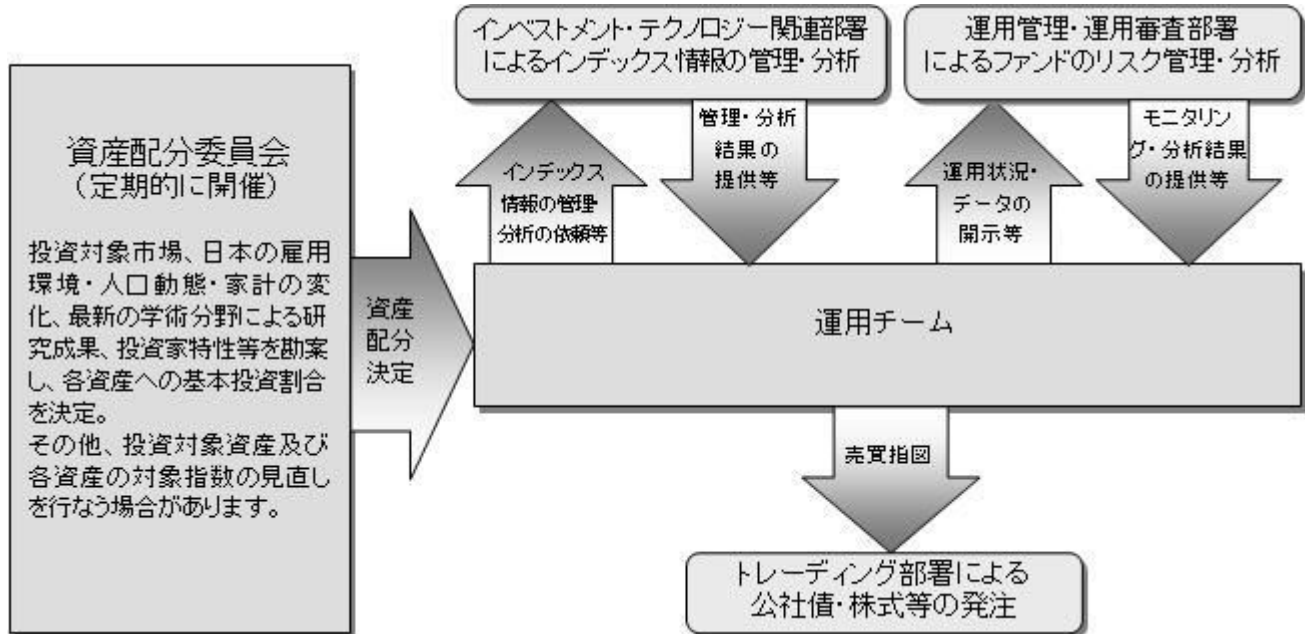 資産配分委員会
（定期的に開催）
投資対象市場、日本の雇用
環境・人口動態・家計の変
化、最新の学術分野による研
究成果、投資家特性等を勘案
し、各資産への基本投資割合
を決定。
その他、投資対象資産及び
各資産の対象指数の見直し
を行なう場合があります。
資産
配分
決定
インベストメント・テクノロジー関連部署
によるインデックス情報の管理・分析
運用管理・運用審査部署
によるファンドのリスク管理・分析
インデックス
情報の管理・
分析の依頼等
管理・分析
結果の
提供等
運用状況・
データの
開示等
モニタリン
グ・分析結果
の提供等
運用チーム
売買指図
トレーディング部署による
公社債・株式等の発注